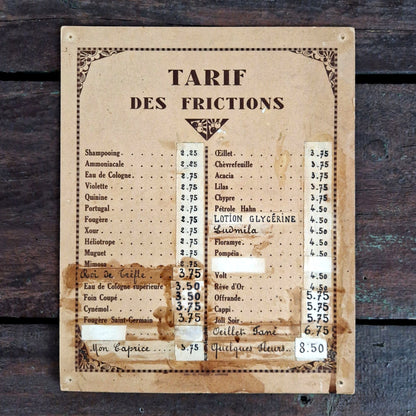 TARIF
DES FRICTIONS
Shampooing . . . 2.25
Ammoniacale . . . 2.25
Eau de Cologne . . . 2.75
Violette . . . 2.75
Quinine . . . 2.75
Portugal . . . 2.75
Fougère . . . 2.75
Xour . . . 2.75
Héliotrope . . . 2.75
Muguet . . . 2.75
Mimosa . . . 2.75
Roi de Trèfle . . . 3.75
Eau de Cologne supérieure 3.50
Foin Coupé . . . 3.50
Cynémol . . . 3.75
Fougère Saint-Germain . . . 3.75
Mon Caprice . . . 3.75
Œillet . . . 3.75
Chèvrefeuille . . . 3.75
Acacia . . . 3.75
Lilas . . . 3.75
Chypre . . . 3.75
Pétrole Hahn . . . 4.50
LOTION GLYCÉRINE 4.50
Ludmila 4.50
Floramye . . . 4.50
Pompéia . . . 4.50
Volt . . . 4.50
Rêve d'Or . . . 4.50
Offrande . . . 5.75
Cappi . . . 5.75
Joli Soir . . . 5.75
Oeillet Fané 6.75
Quelques Fleurs . . . 8.50